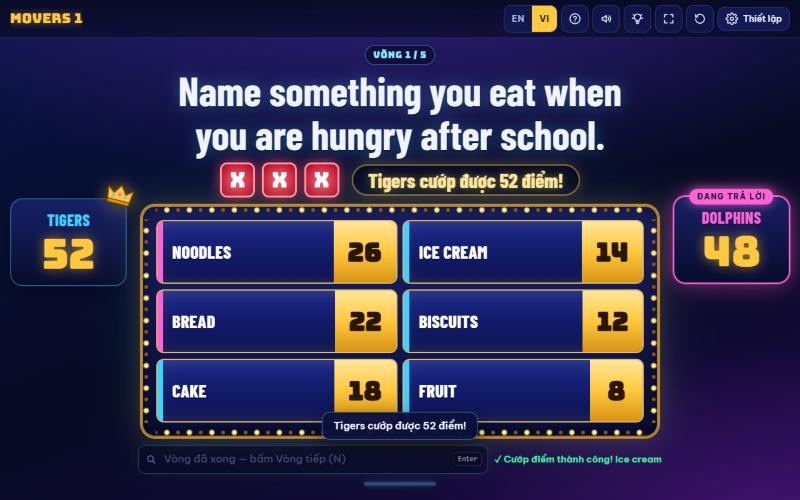 MOVERS 1
EN VI Thiết lập
VÒNG 1 / 5
Name something you eat when
you are hungry after school.
X X X Tigers cướp được 52 điểm!
TIGERS
52
ĐANG TRẢ LỜI
DOLPHINS
48
NOODLES 26
ICE CREAM 14
BREAD 22
BISCUITS 12
CAKE 18
FRUIT 8
Tigers cướp được 52 điểm!
Vòng đã xong — bấm Vòng tiếp (N) Enter
✓ Cướp điểm thành công! Ice cream